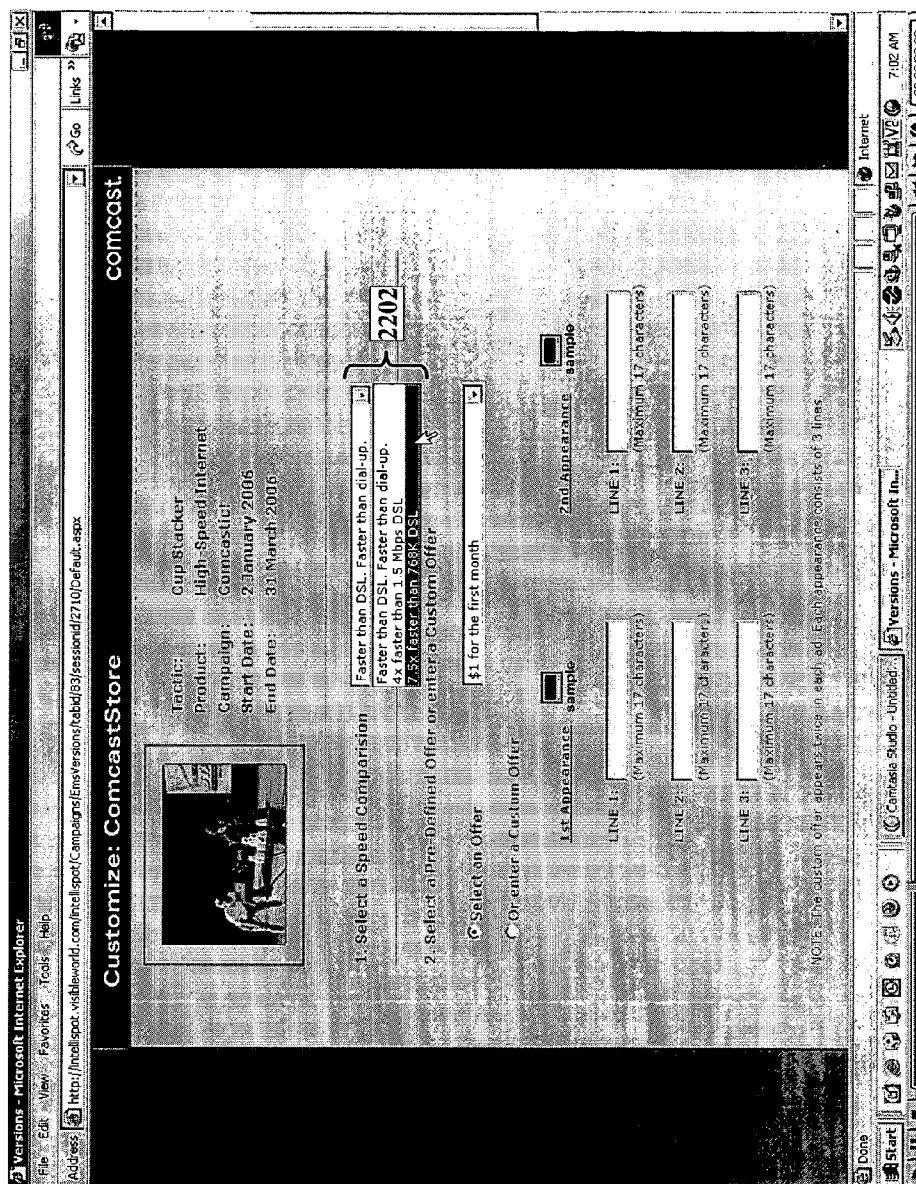 Versions - Microsoft Internet Explorer
File Edit View Favorites Tools Help
Address http://intellispot.visibleworld.com/Intellispot/Campaigns/EmsVersions/tabid/83/sessionid/2710/Default.aspx Go Links »
Customize: ComcastStore comcast.
Tactic: Cup Stacker
Product: High-Speed Internet
Campaign: Comcastic!
Start Date: 2 January 2006
End Date: 31 March 2006
1. Select a Speed Comparision
Faster than DSL. Faster than dial-up.
Faster than DSL. Faster than dial-up.
4x faster than 1.5 Mbps DSL
7.5x faster than 768K DSL
2202
2. Select a Pre-Defined Offer or enter a Custom Offer
Select an Offer
$1 for the first month
Or enter a Custom Offer
1st Appearance sample
2nd Appearance sample
LINE 1: LINE 1:
(Maximum 17 characters) (Maximum 17 characters)
LINE 2: LINE 2:
(Maximum 17 characters) (Maximum 17 characters)
LINE 3: LINE 3:
(Maximum 17 characters) (Maximum 17 characters)
NOTE: The custom offer appears twice in each ad. Each appearance consists of 3 lines.
Done Internet
Start Camtasia Studio - Untitled... Versions - Microsoft In... 7:02 AM